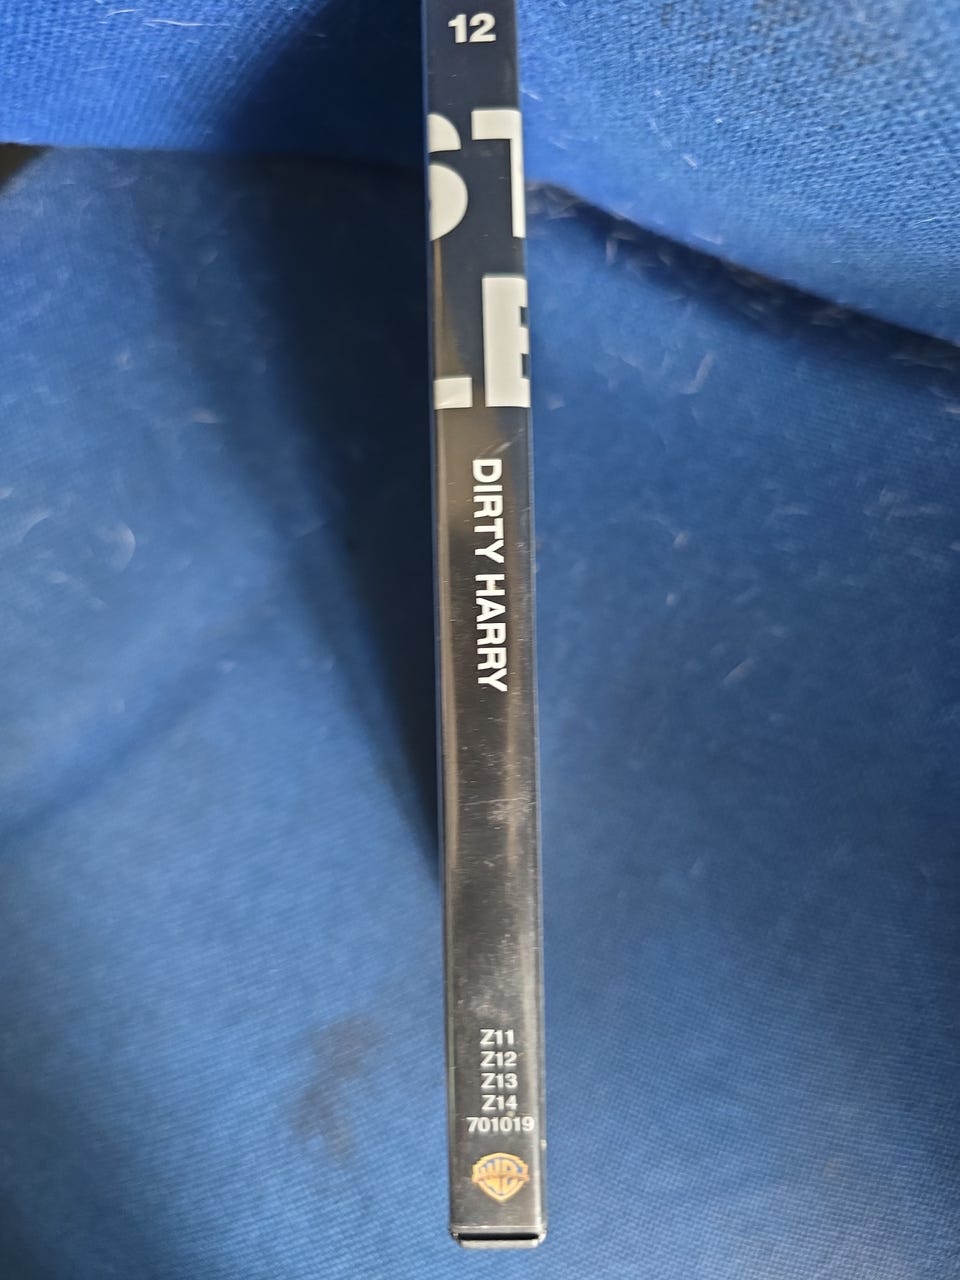 12
ST
LE
DIRTY HARRY
Z11
Z12
Z13
Z14
701019
WB